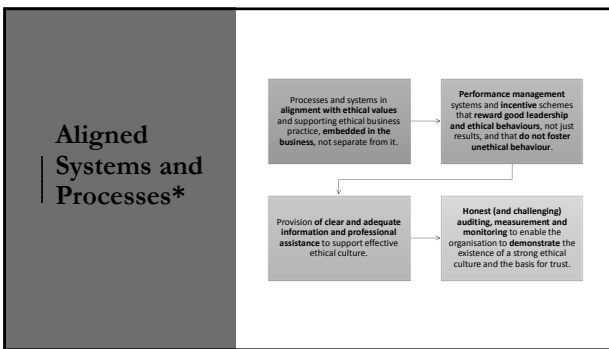 Aligned
Systems and
Processes*
Processes and systems in
alignment with ethical values
and supporting ethical business
practice, embedded in the
business, not separate from it.
Performance management
systems and incentive schemes
that reward good leadership
and ethical behaviours, not just
results, and that do not foster
unethical behaviour.
Provision of clear and adequate
information and professional
assistance to support effective
ethical culture.
Honest (and challenging)
auditing, measurement and
monitoring to enable the
organisation to demonstrate the
existence of a strong ethical
culture and the basis for trust.